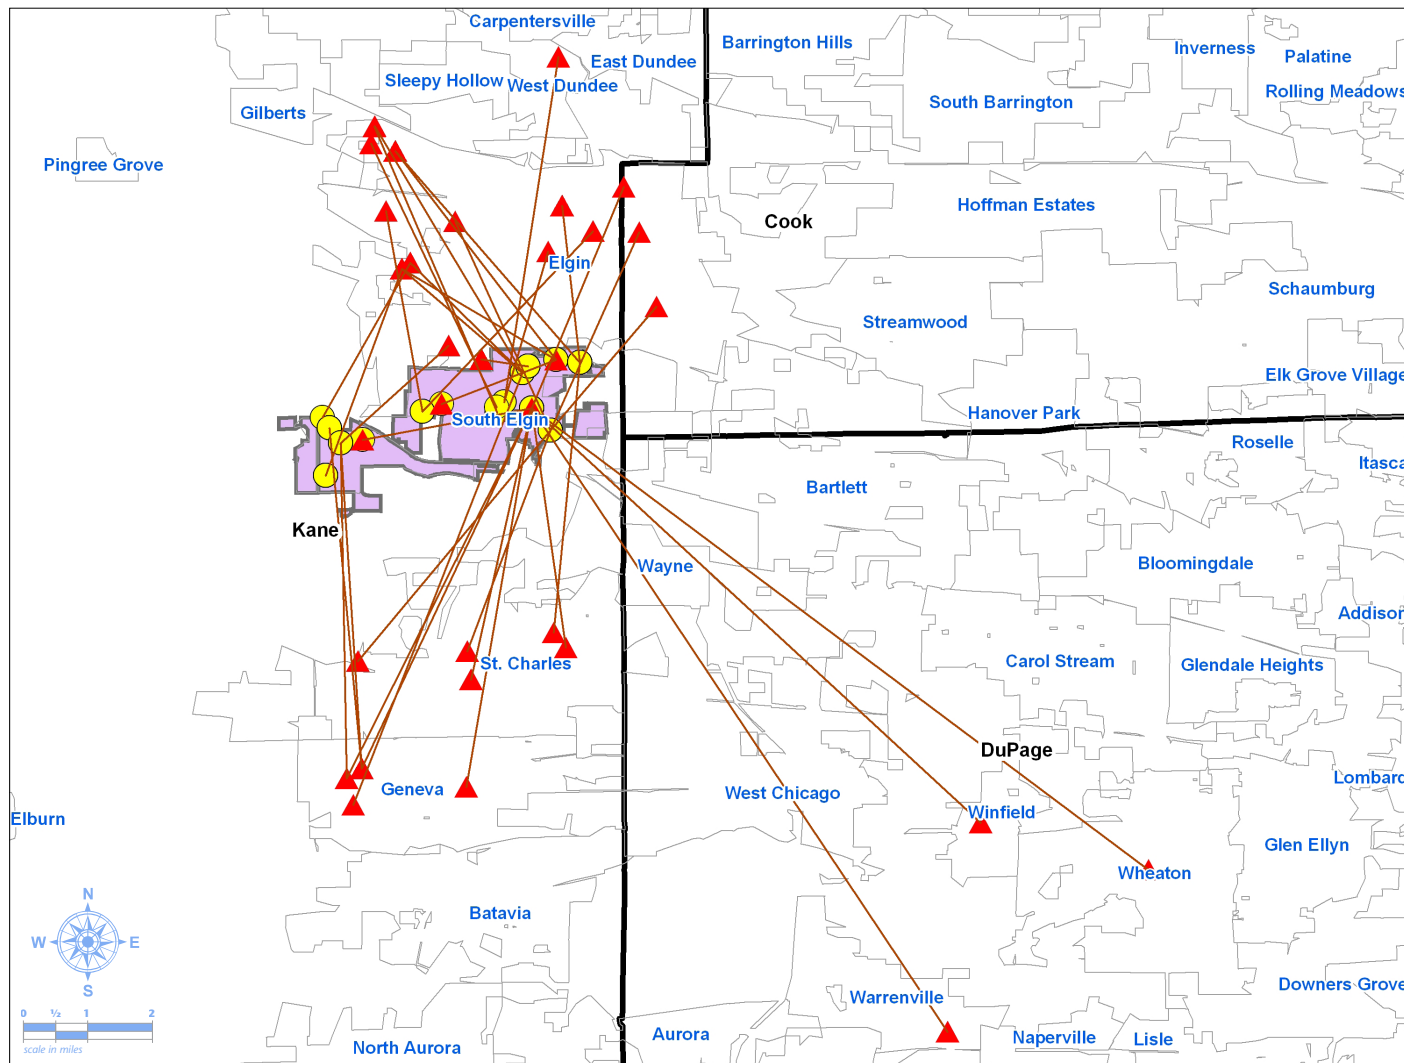 Carpentersville
Barrington Hills
Inverness
Palatine
East Dundee
Sleepy Hollow
West Dundee
Rolling Meadows
South Barrington
Gilberts
Pingree Grove
Hoffman Estates
Cook
Elgin
Schaumburg
Streamwood
Elk Grove Village
Hanover Park
South Elgin
Roselle
Itasca
Bartlett
Kane
Wayne
Bloomingdale
Addison
St. Charles
Carol Stream
Glendale Heights
DuPage
Lombard
Geneva
West Chicago
Winfield
Elburn
Glen Ellyn
Wheaton
N
W
E
S
Batavia
Downers Grove
Warrenville
0 ½ 1 2
scale in miles
Aurora
Naperville
Lisle
North Aurora